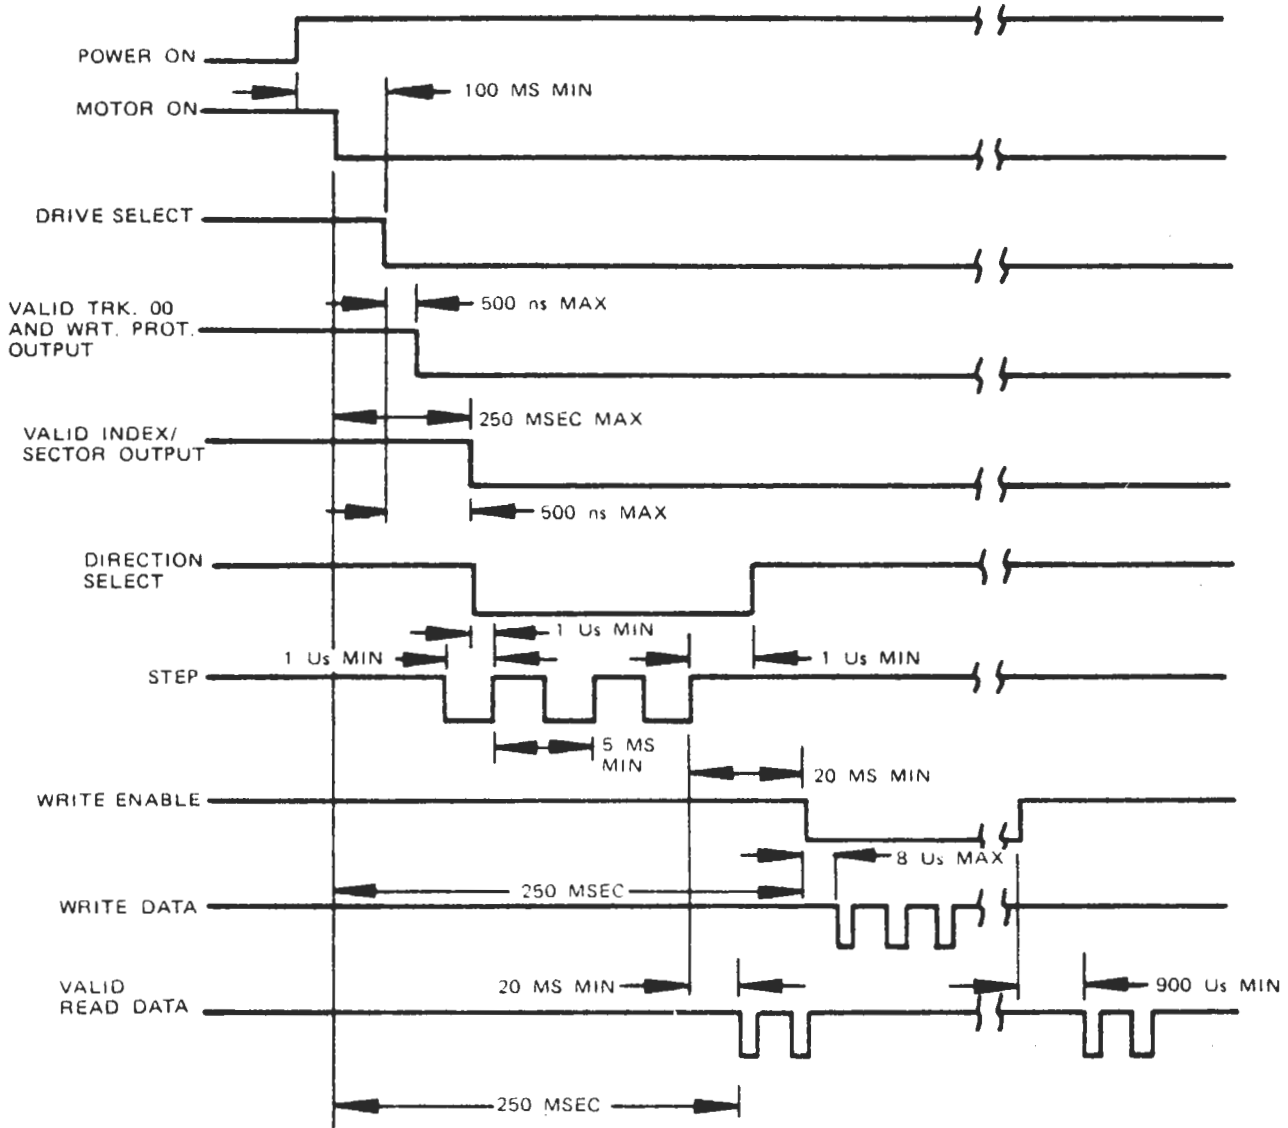 POWER ON
100 MS MIN
MOTOR ON
DRIVE SELECT
500 ns MAX
VALID TRK. 00
AND WRT. PROT.
OUTPUT
250 MSEC MAX
VALID INDEX/
SECTOR OUTPUT
500 ns MAX
DIRECTION
SELECT
1 Us MIN
1 Us MIN
1 Us MIN
STEP
5 MS
MIN
20 MS MIN
WRITE ENABLE
8 Us MAX
250 MSEC
WRITE DATA
20 MS MIN
900 Us MIN
VALID
READ DATA
250 MSEC